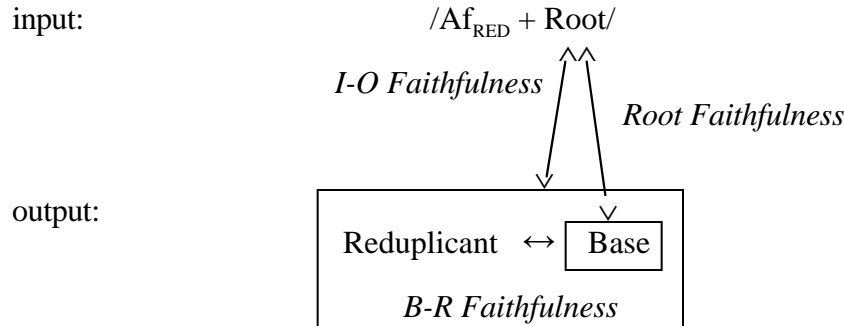 input: /Af_RED + Root/
I-O Faithfulness
Root Faithfulness
output:
Reduplicant ↔ Base
B-R Faithfulness